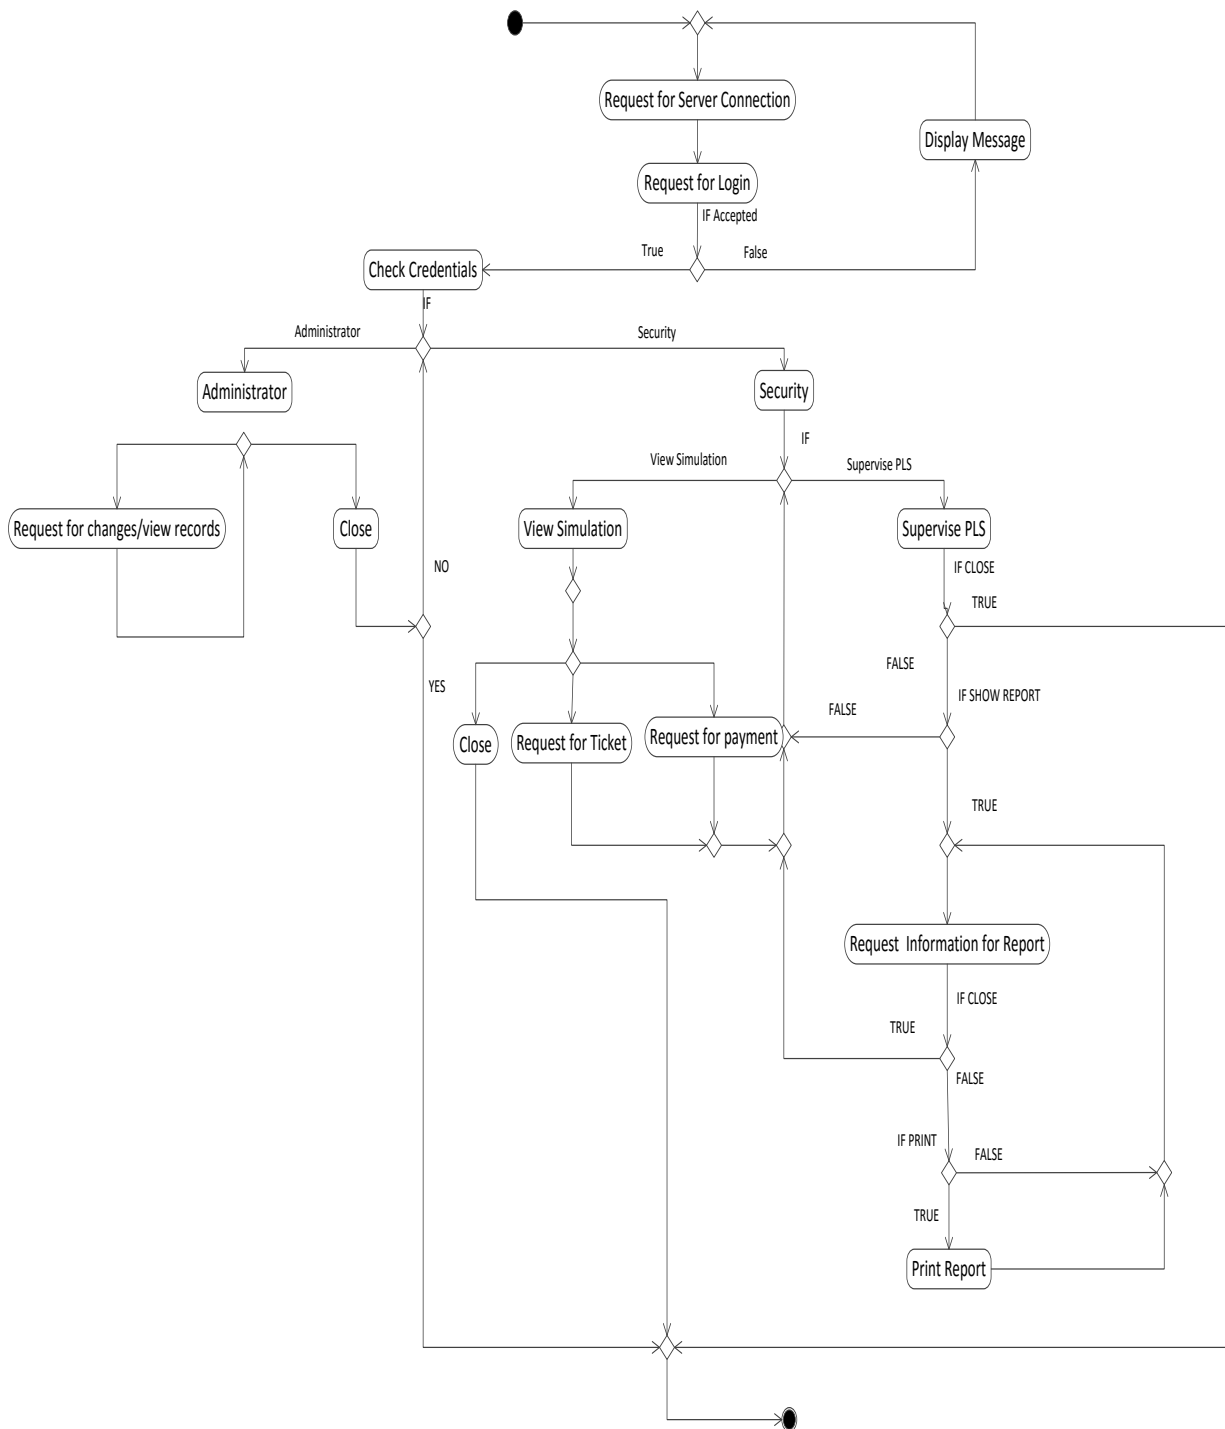 Request for Server Connection
Display Message
Request for Login
IF Accepted
True
False
Check Credentials
IF
Administrator
Security
Administrator
Security
IF
View Simulation
Supervise PLS
Request for changes/view records
Close
View Simulation
Supervise PLS
NO
IF CLOSE
TRUE
FALSE
YES
IF SHOW REPORT
FALSE
Close
Request for Ticket
Request for payment
TRUE
Request  Information for Report
IF CLOSE
TRUE
FALSE
IF PRINT
FALSE
TRUE
Print Report